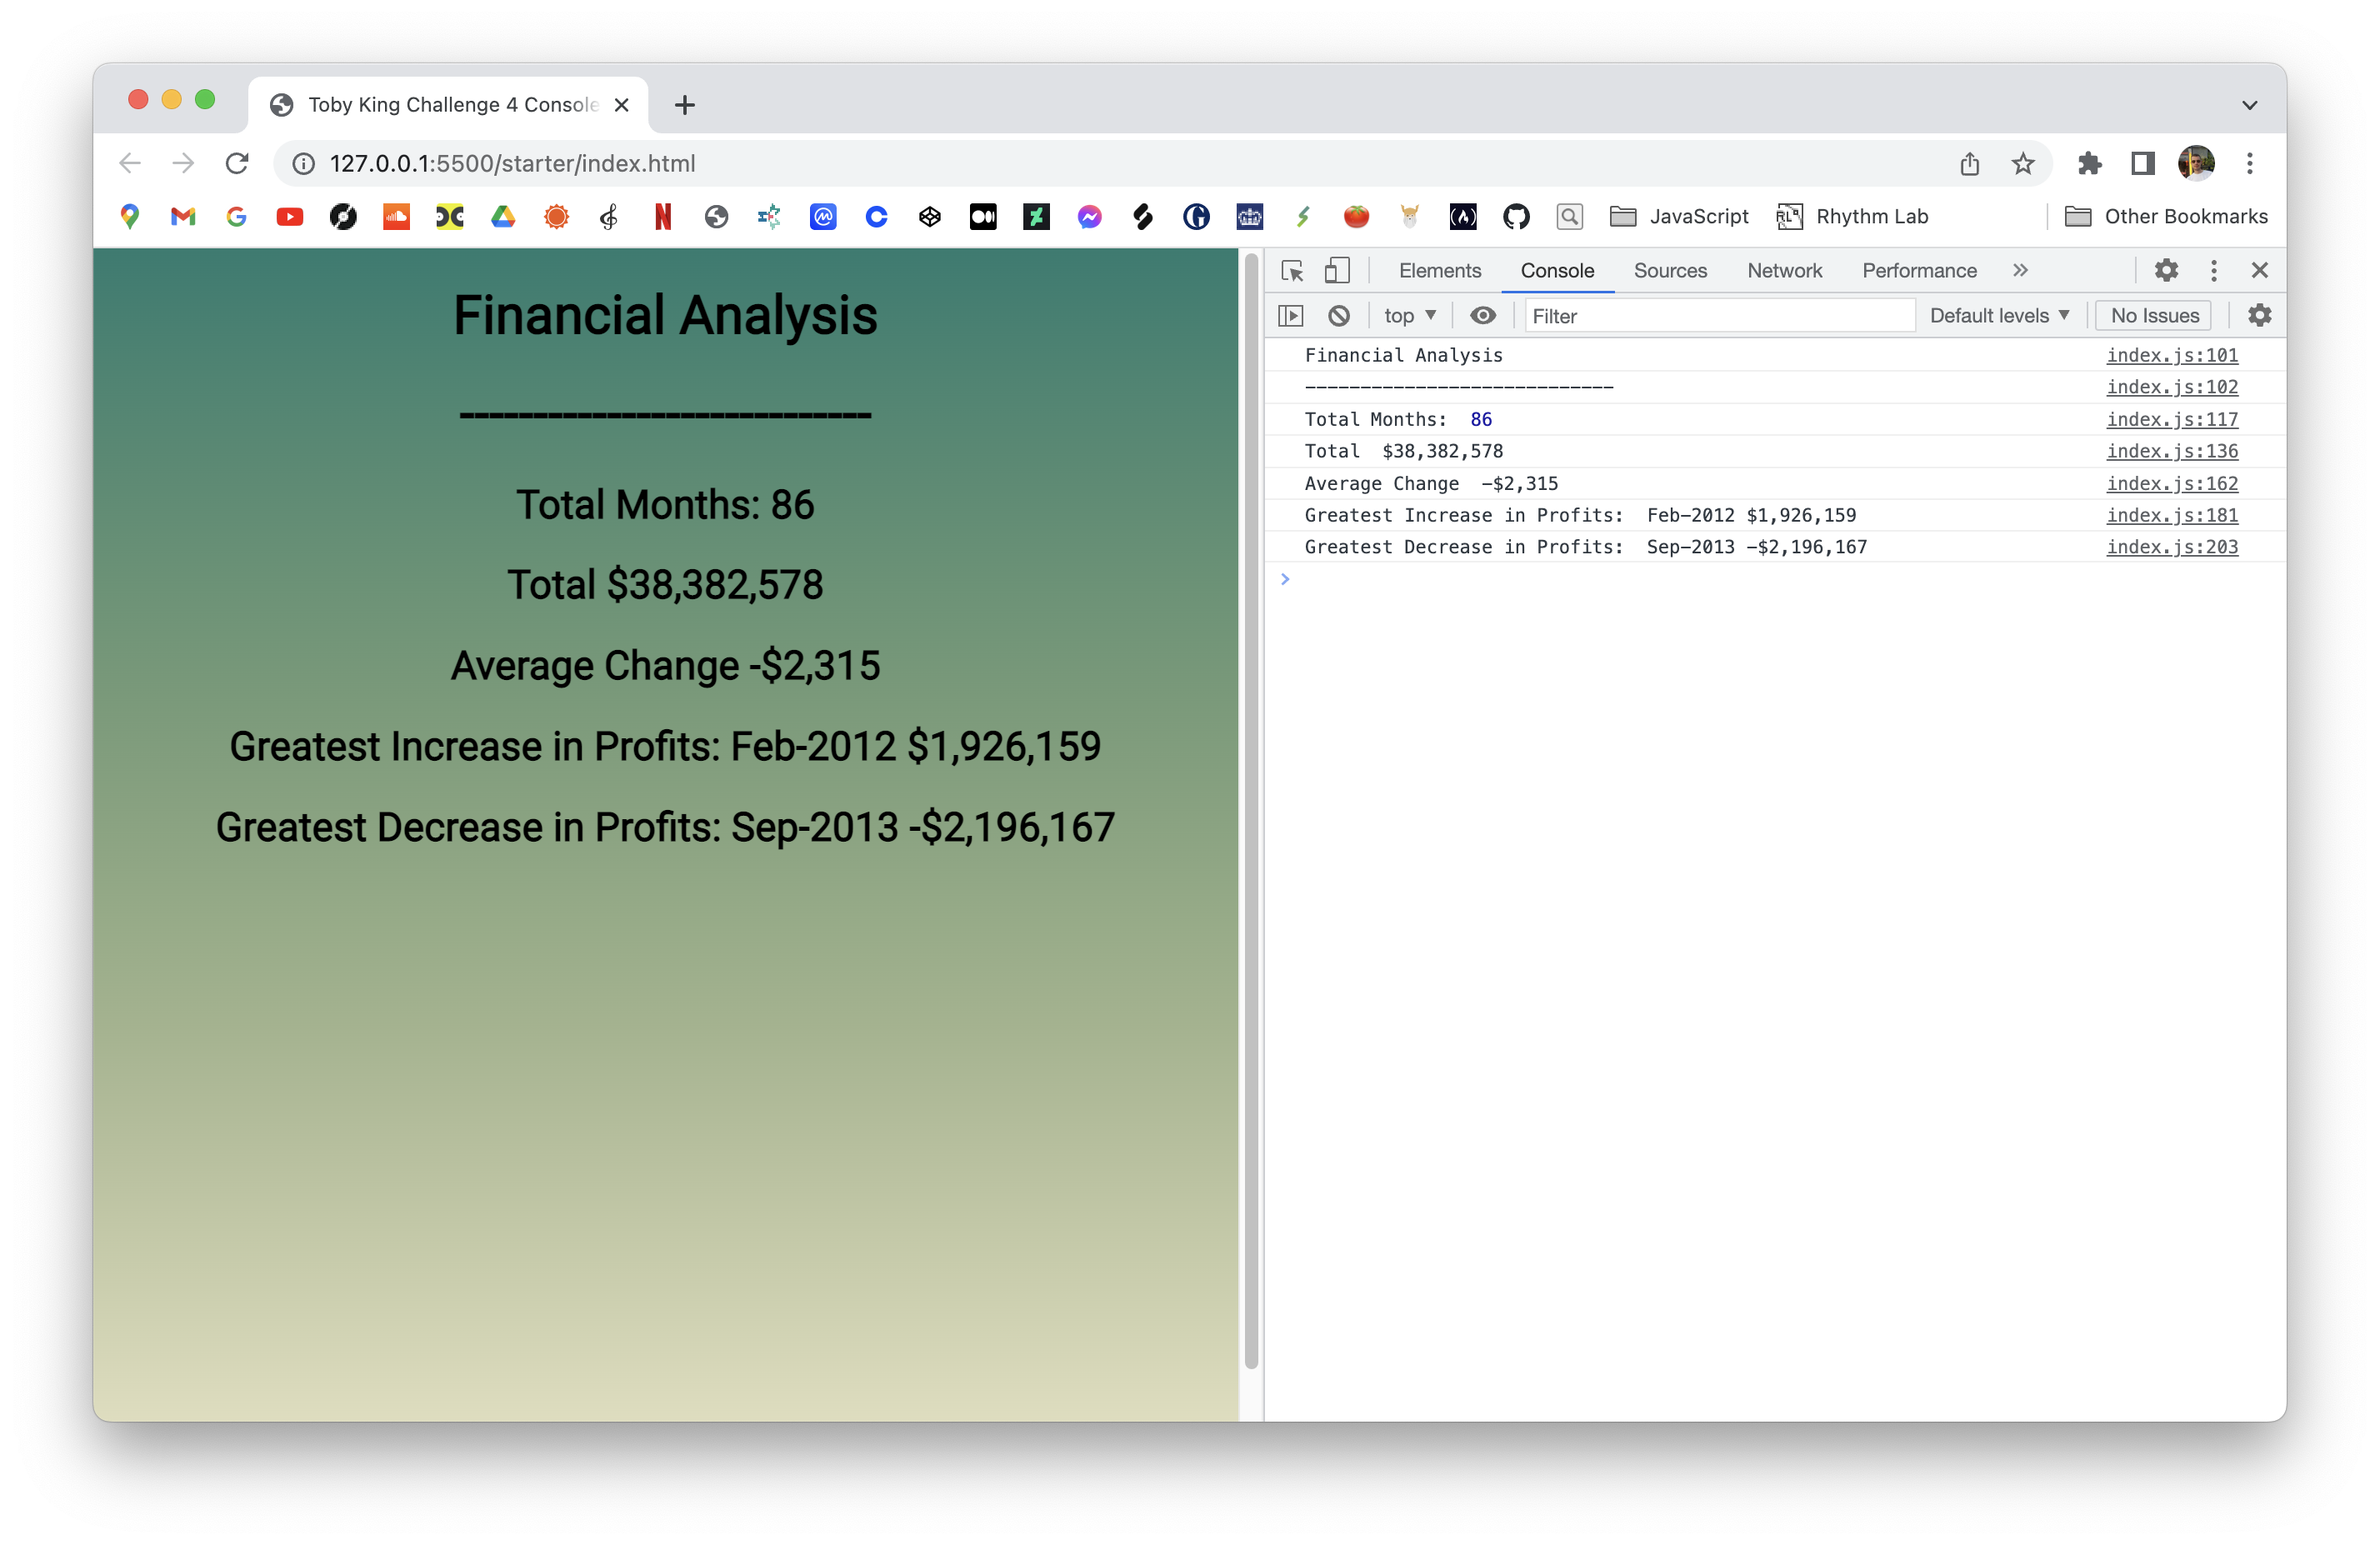 Toby King Challenge 4 Console
127.0.0.1:5500/starter/index.html
JavaScript Rhythm Lab Other Bookmarks
Elements Console Sources Network Performance
top Filter Default levels No Issues
Financial Analysis
----------------------------
Total Months: 86
Total $38,382,578
Average Change -$2,315
Greatest Increase in Profits: Feb-2012 $1,926,159
Greatest Decrease in Profits: Sep-2013 -$2,196,167
Financial Analysis index.js:101
---------------------------- index.js:102
Total Months: 86 index.js:117
Total $38,382,578 index.js:136
Average Change -$2,315 index.js:162
Greatest Increase in Profits: Feb-2012 $1,926,159 index.js:181
Greatest Decrease in Profits: Sep-2013 -$2,196,167 index.js:203